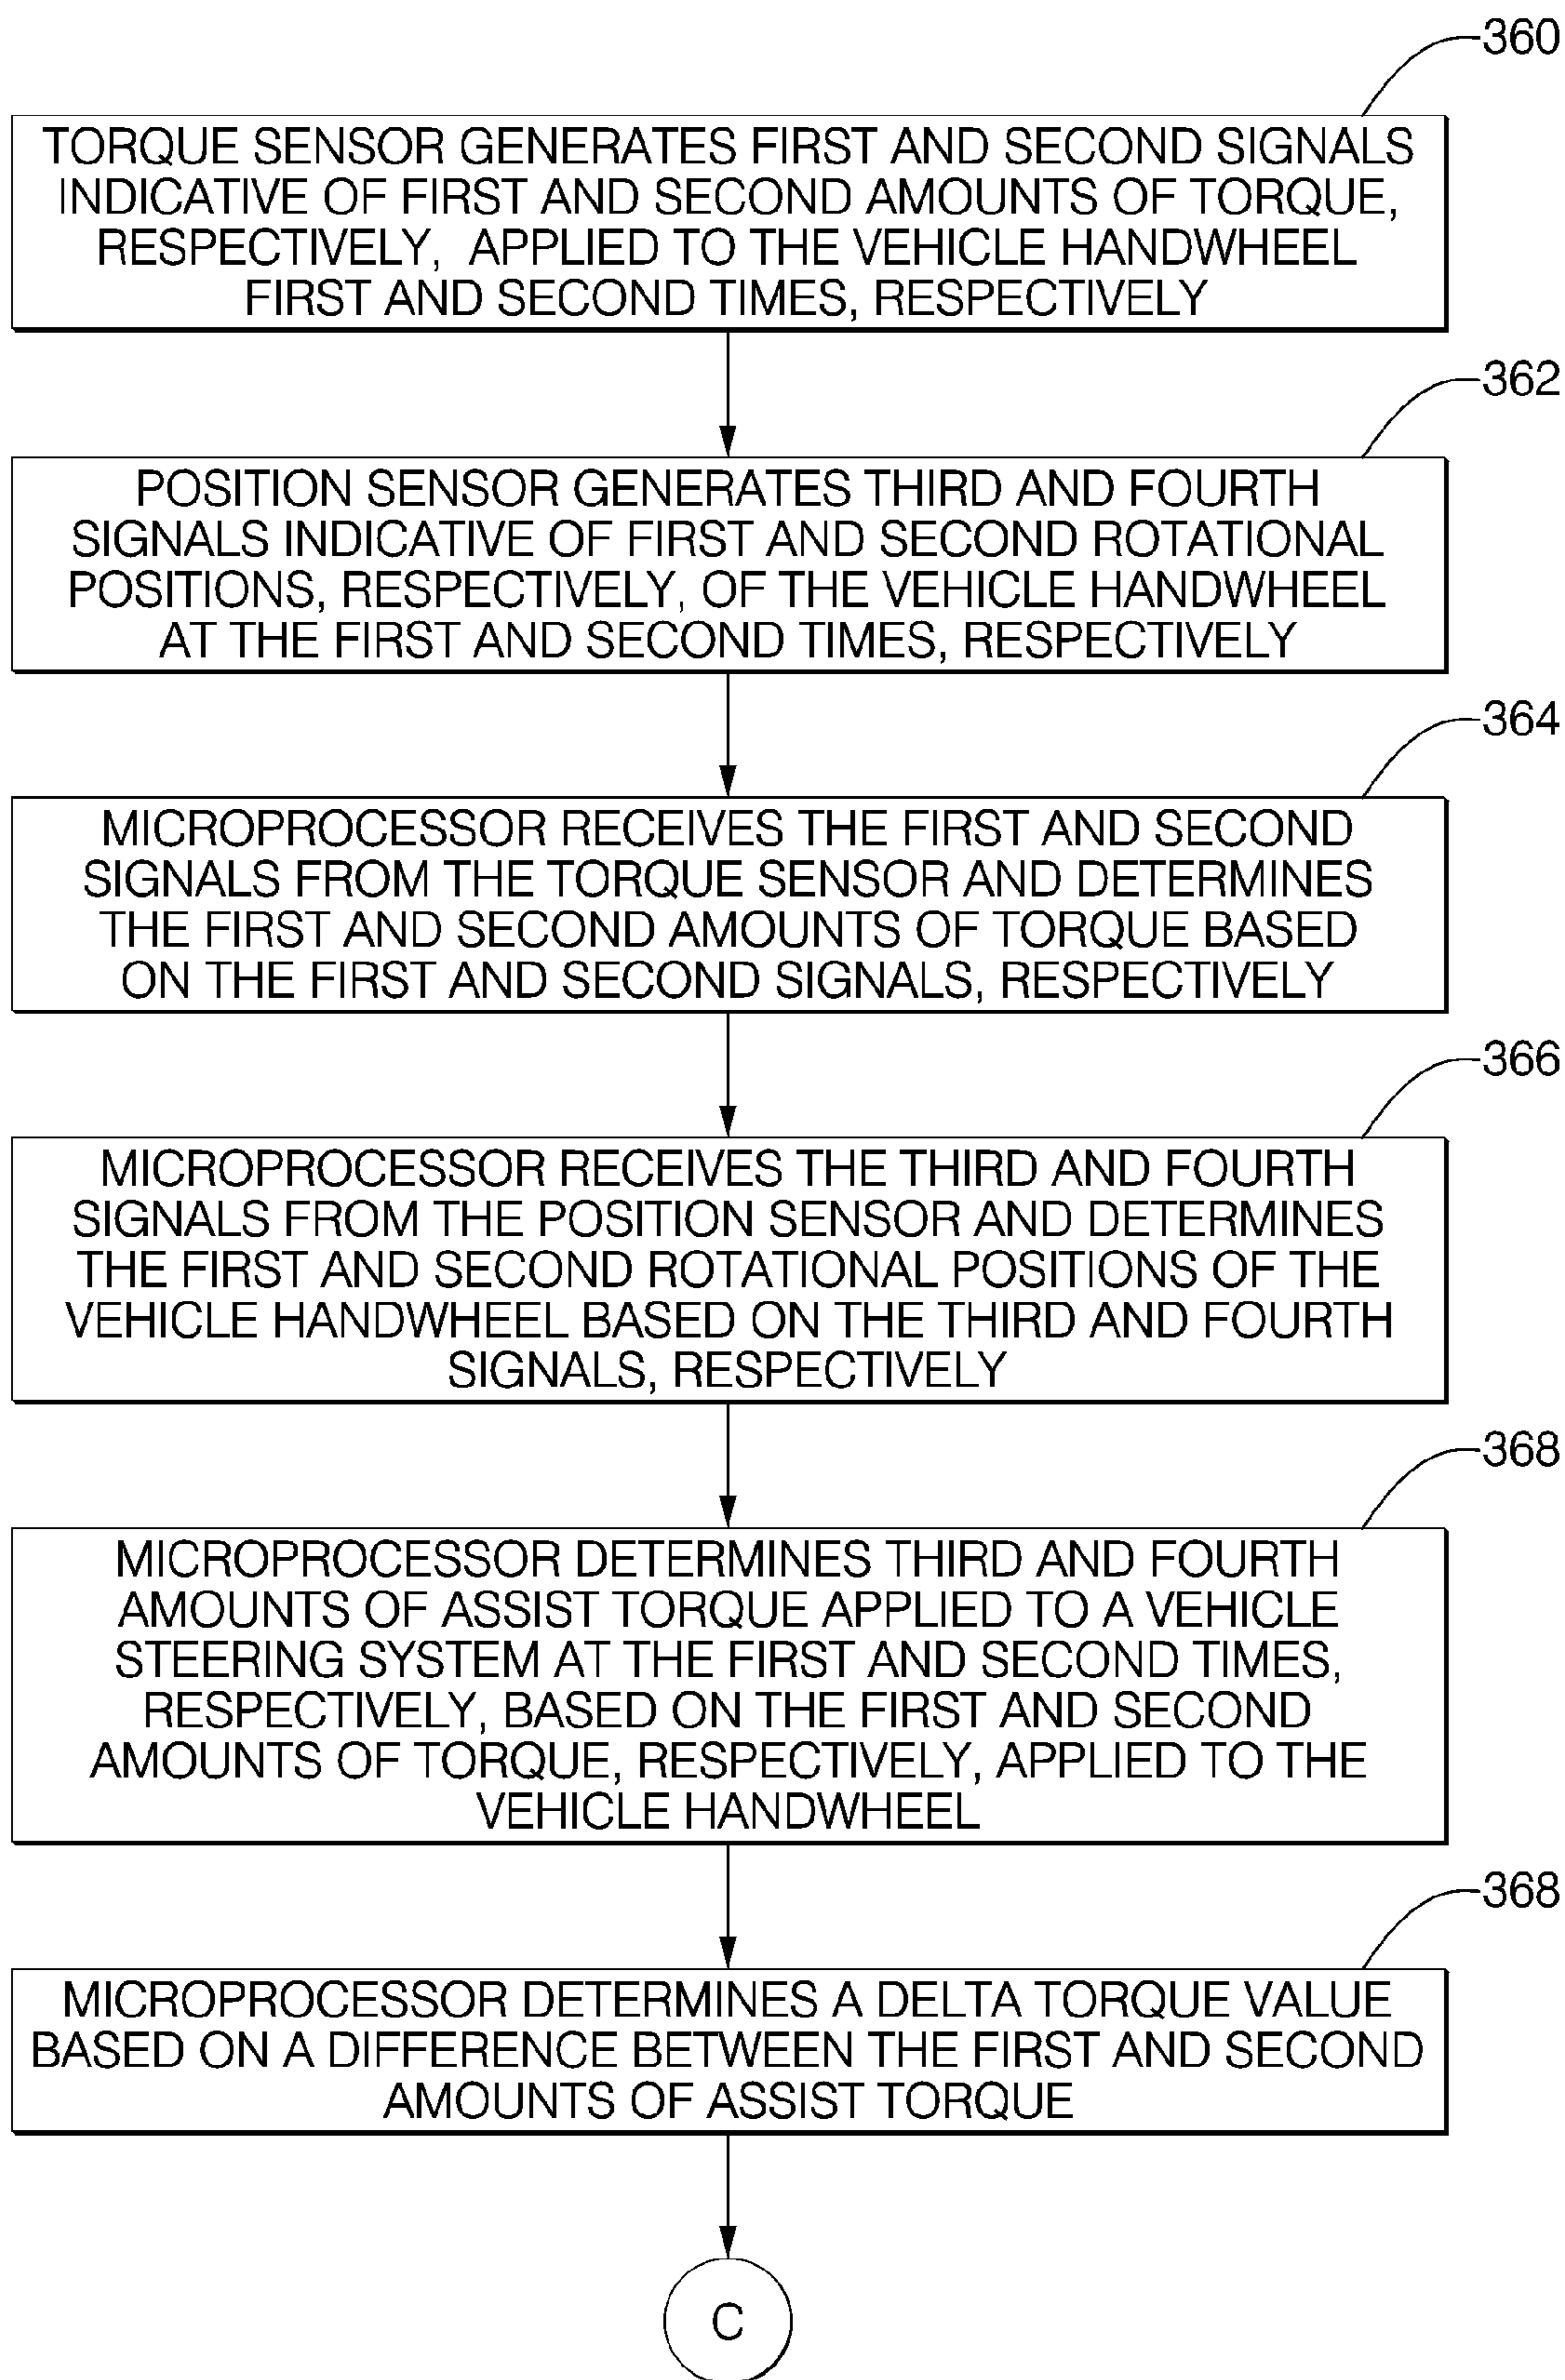 360
TORQUE SENSOR GENERATES FIRST AND SECOND SIGNALS
INDICATIVE OF FIRST AND SECOND AMOUNTS OF TORQUE,
RESPECTIVELY, APPLIED TO THE VEHICLE HANDWHEEL
FIRST AND SECOND TIMES, RESPECTIVELY
362
POSITION SENSOR GENERATES THIRD AND FOURTH
SIGNALS INDICATIVE OF FIRST AND SECOND ROTATIONAL
POSITIONS, RESPECTIVELY, OF THE VEHICLE HANDWHEEL
AT THE FIRST AND SECOND TIMES, RESPECTIVELY
364
MICROPROCESSOR RECEIVES THE FIRST AND SECOND
SIGNALS FROM THE TORQUE SENSOR AND DETERMINES
THE FIRST AND SECOND AMOUNTS OF TORQUE BASED
ON THE FIRST AND SECOND SIGNALS, RESPECTIVELY
366
MICROPROCESSOR RECEIVES THE THIRD AND FOURTH
SIGNALS FROM THE POSITION SENSOR AND DETERMINES
THE FIRST AND SECOND ROTATIONAL POSITIONS OF THE
VEHICLE HANDWHEEL BASED ON THE THIRD AND FOURTH
SIGNALS, RESPECTIVELY
368
MICROPROCESSOR DETERMINES THIRD AND FOURTH
AMOUNTS OF ASSIST TORQUE APPLIED TO A VEHICLE
STEERING SYSTEM AT THE FIRST AND SECOND TIMES,
RESPECTIVELY, BASED ON THE FIRST AND SECOND
AMOUNTS OF TORQUE, RESPECTIVELY, APPLIED TO THE
VEHICLE HANDWHEEL
368
MICROPROCESSOR DETERMINES A DELTA TORQUE VALUE
BASED ON A DIFFERENCE BETWEEN THE FIRST AND SECOND
AMOUNTS OF ASSIST TORQUE
C